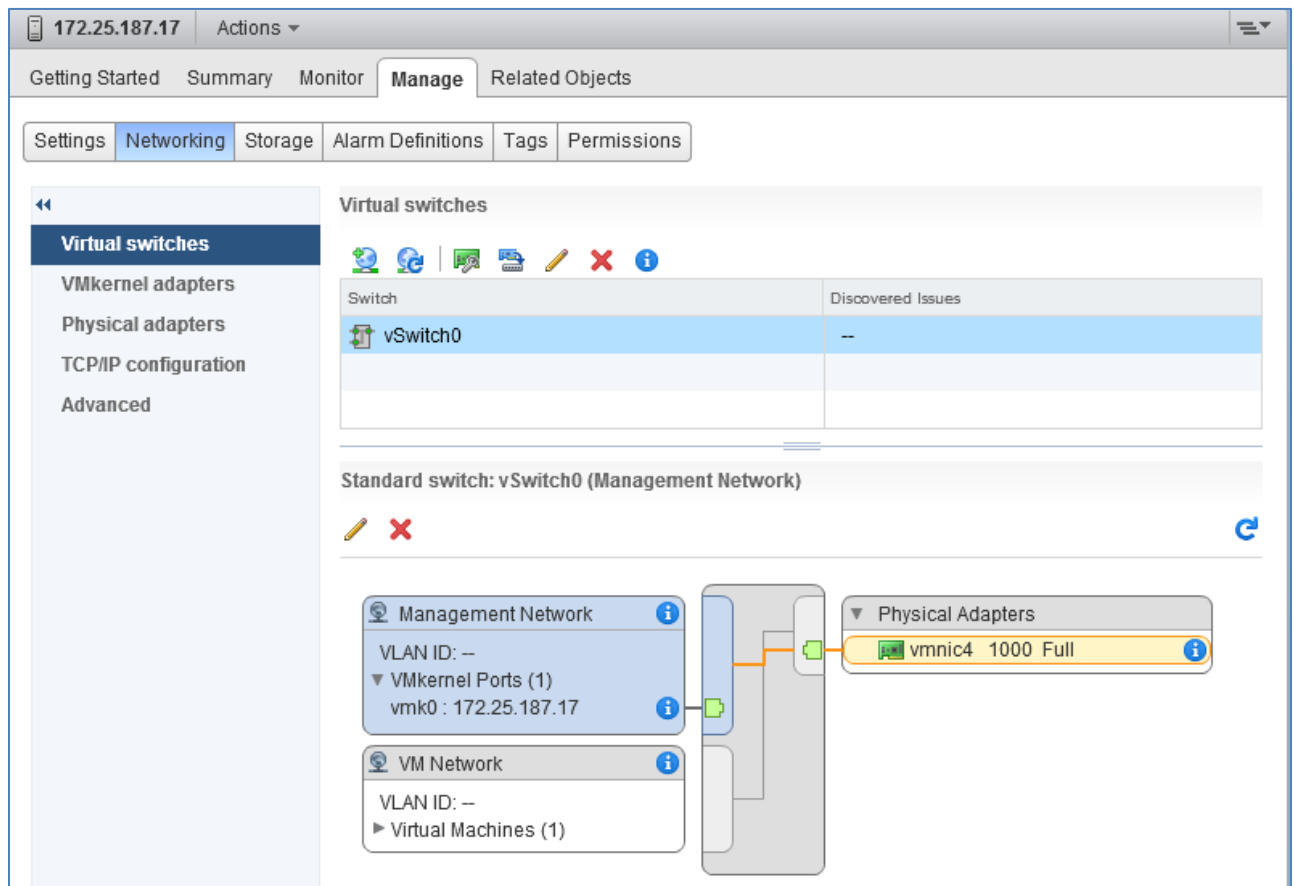 172.25.187.17 Actions
Getting Started Summary Monitor Manage Related Objects
Settings Networking Storage Alarm Definitions Tags Permissions
Virtual switches
VMkernel adapters
Physical adapters
TCP/IP configuration
Advanced
Virtual switches
Switch Discovered Issues
vSwitch0 --
Standard switch: vSwitch0 (Management Network)
Management Network
VLAN ID: --
VMkernel Ports (1)
vmk0 : 172.25.187.17
VM Network
VLAN ID: --
Virtual Machines (1)
Physical Adapters
vmnic4 1000 Full